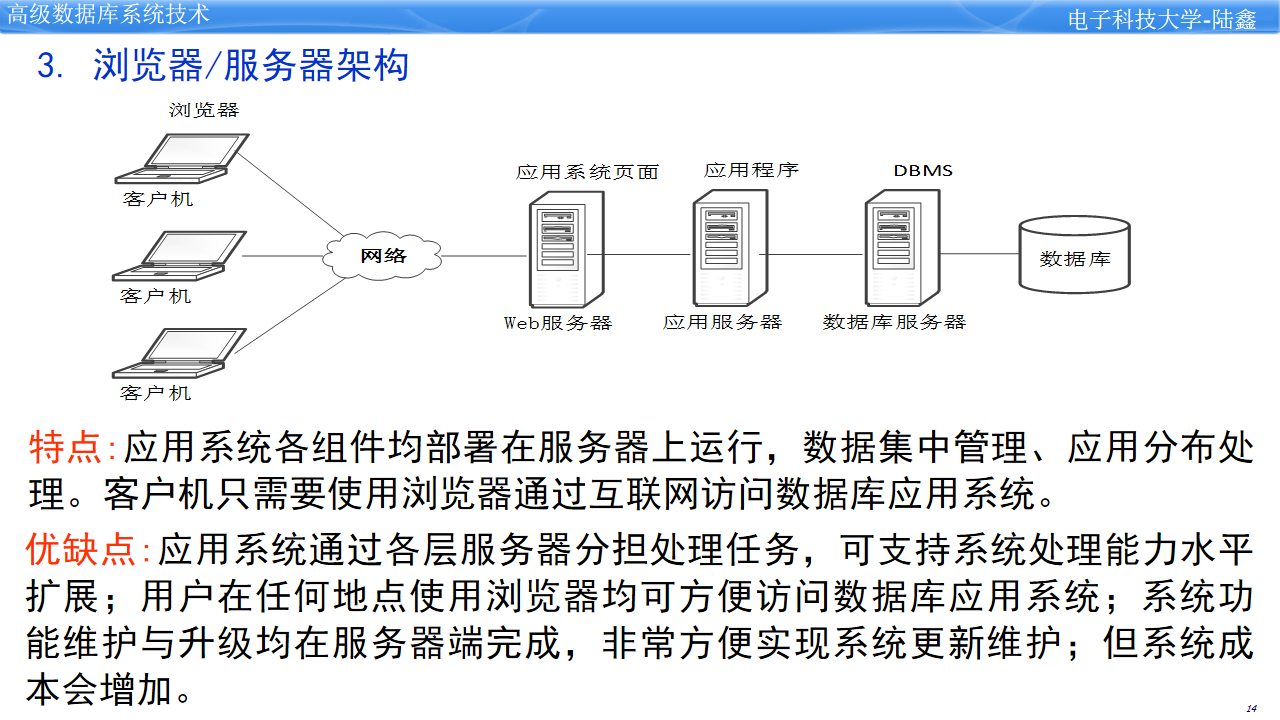 高级数据库系统技术
电子科技大学-陆鑫
3. 浏览器/服务器架构
浏览器
客户机
客户机
客户机
网络
应用系统页面
Web服务器
应用程序
应用服务器
DBMS
数据库服务器
数据库
特点:应用系统各组件均部署在服务器上运行，数据集中管理、应用分布处
理。客户机只需要使用浏览器通过互联网访问数据库应用系统。
优缺点:应用系统通过各层服务器分担处理任务，可支持系统处理能力水平
扩展；用户在任何地点使用浏览器均可方便访问数据库应用系统；系统功
能维护与升级均在服务器端完成，非常方便实现系统更新维护；但系统成
本会增加。
14